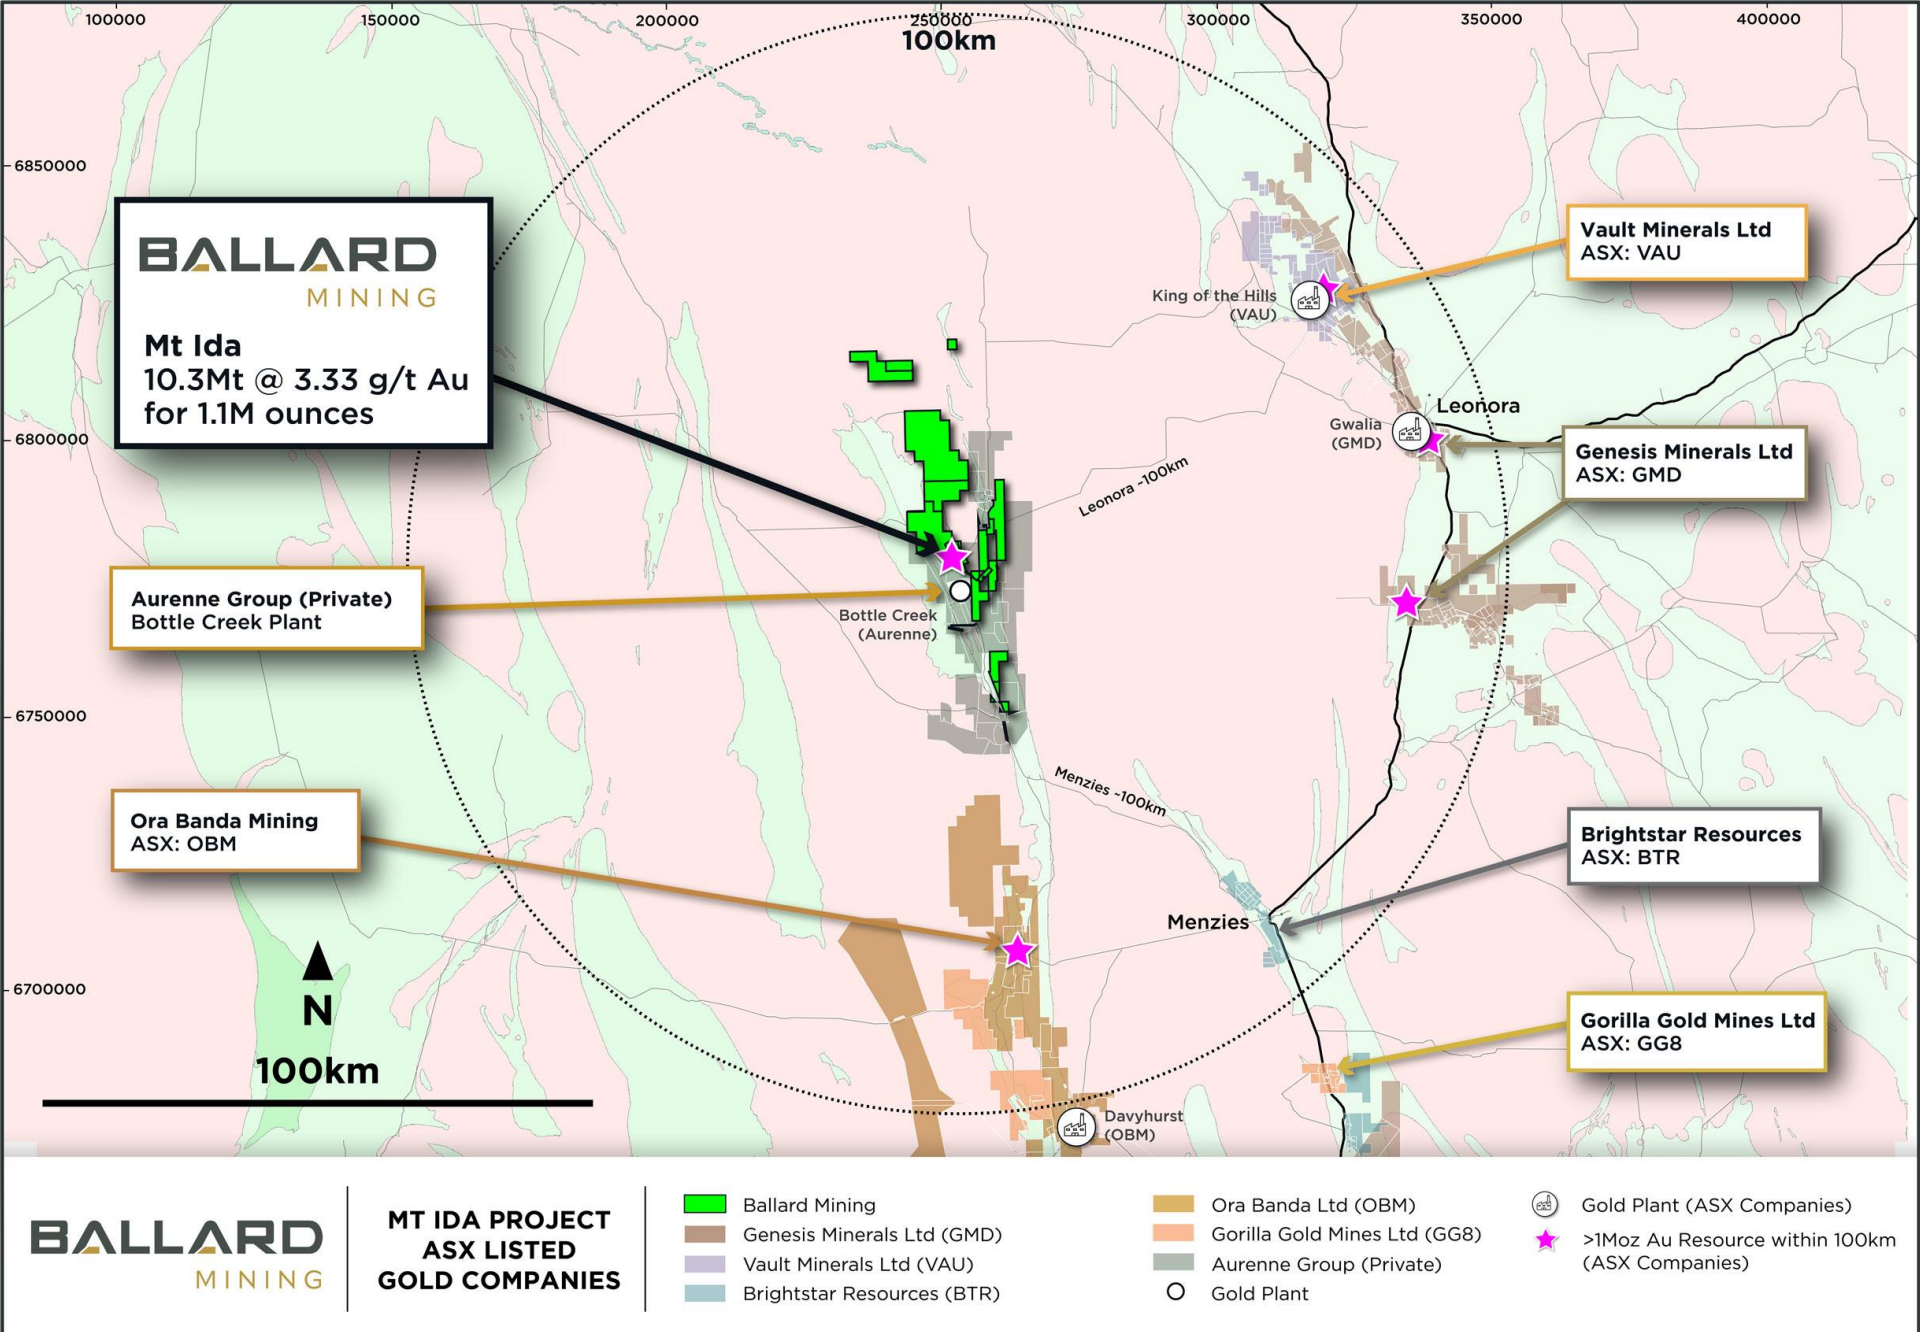 100000
150000
200000
250000
300000
350000
400000
100km
6850000
6800000
6750000
6700000
BALLARD
MINING
Mt Ida
10.3Mt @ 3.33 g/t Au
for 1.1M ounces
Vault Minerals Ltd
ASX: VAU
King of the Hills
(VAU)
Leonora
Gwalia
(GMD)
Genesis Minerals Ltd
ASX: GMD
Leonora ~100km
Aurenne Group (Private)
Bottle Creek Plant
Bottle Creek
(Aurenne)
Menzies ~100km
Ora Banda Mining
ASX: OBM
Brightstar Resources
ASX: BTR
Menzies
Gorilla Gold Mines Ltd
ASX: GG8
N
100km
Davyhurst
(OBM)
BALLARD
MINING
MT IDA PROJECT
ASX LISTED
GOLD COMPANIES
Ballard Mining
Genesis Minerals Ltd (GMD)
Vault Minerals Ltd (VAU)
Brightstar Resources (BTR)
Ora Banda Ltd (OBM)
Gorilla Gold Mines Ltd (GG8)
Aurenne Group (Private)
Gold Plant
Gold Plant (ASX Companies)
>1Moz Au Resource within 100km
(ASX Companies)